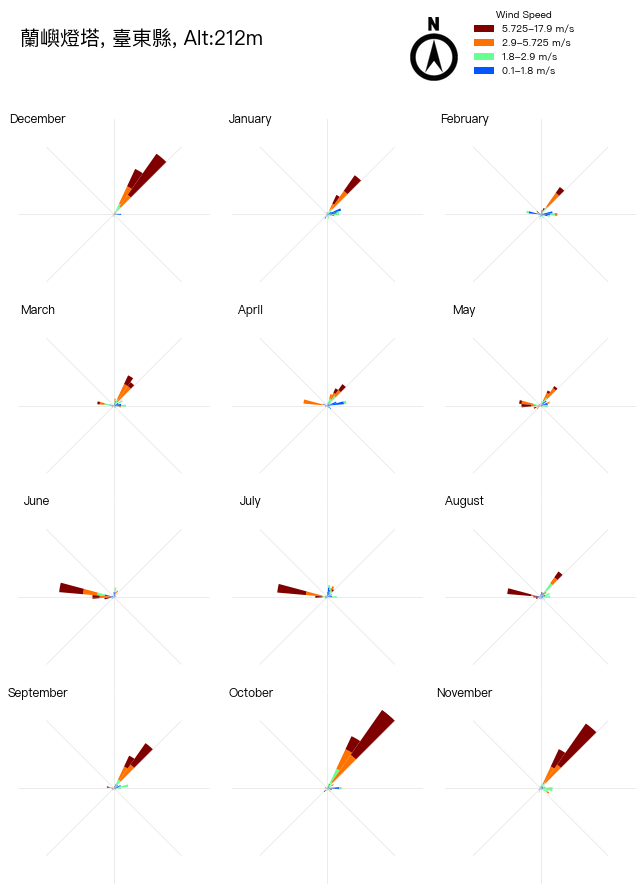 蘭嶼燈塔, 臺東縣, Alt:212m
N
Wind Speed
5.725–17.9 m/s
2.9–5.725 m/s
1.8–2.9 m/s
0.1–1.8 m/s
December
January
February
March
April
May
June
July
August
September
October
November